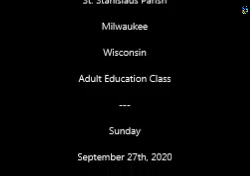 St. Stanislaus Parish
Milwaukee
Wisconsin
Adult Education Class
---
Sunday
September 27th, 2020